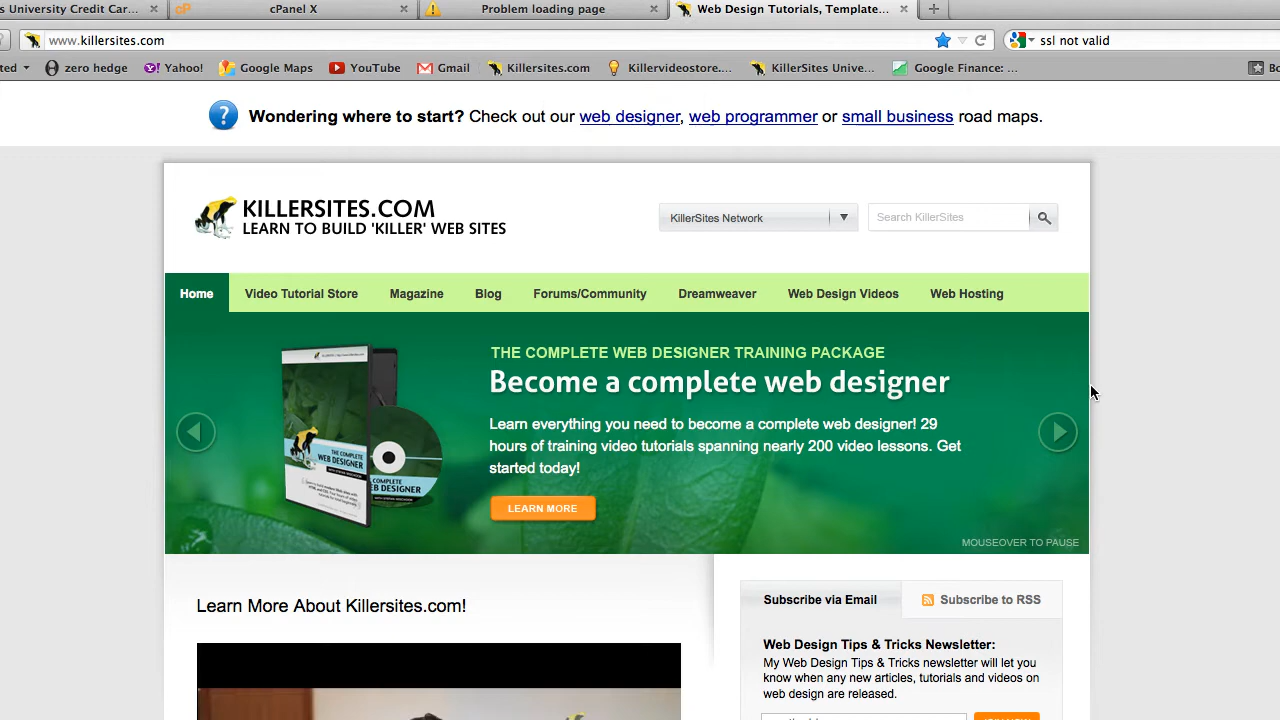 s University Credit Car...
cPanel X
Problem loading page
Web Design Tutorials, Template...
www.killersites.com
ssl not valid
ted
zero hedge
Yahoo!
Google Maps
YouTube
Gmail
Killersites.com
Killervideostore....
KillerSites Unive...
Google Finance: ...
Bo
Wondering where to start? Check out our web designer, web programmer or small business road maps.
KILLERSITES.COM
LEARN TO BUILD 'KILLER' WEB SITES
KillerSites Network
Search KillerSites
Home
Video Tutorial Store
Magazine
Blog
Forums/Community
Dreamweaver
Web Design Videos
Web Hosting
THE COMPLETE WEB DESIGNER TRAINING PACKAGE
Become a complete web designer
Learn everything you need to become a complete web designer! 29
hours of training video tutorials spanning nearly 200 video lessons. Get
started today!
LEARN MORE
THE COMPLETE
WEB DESIGNER
MOUSEOVER TO PAUSE
Learn More About Killersites.com!
Subscribe via Email
Subscribe to RSS
Web Design Tips & Tricks Newsletter:
My Web Design Tips & Tricks newsletter will let you
know when any new articles, tutorials and videos on
web design are released.